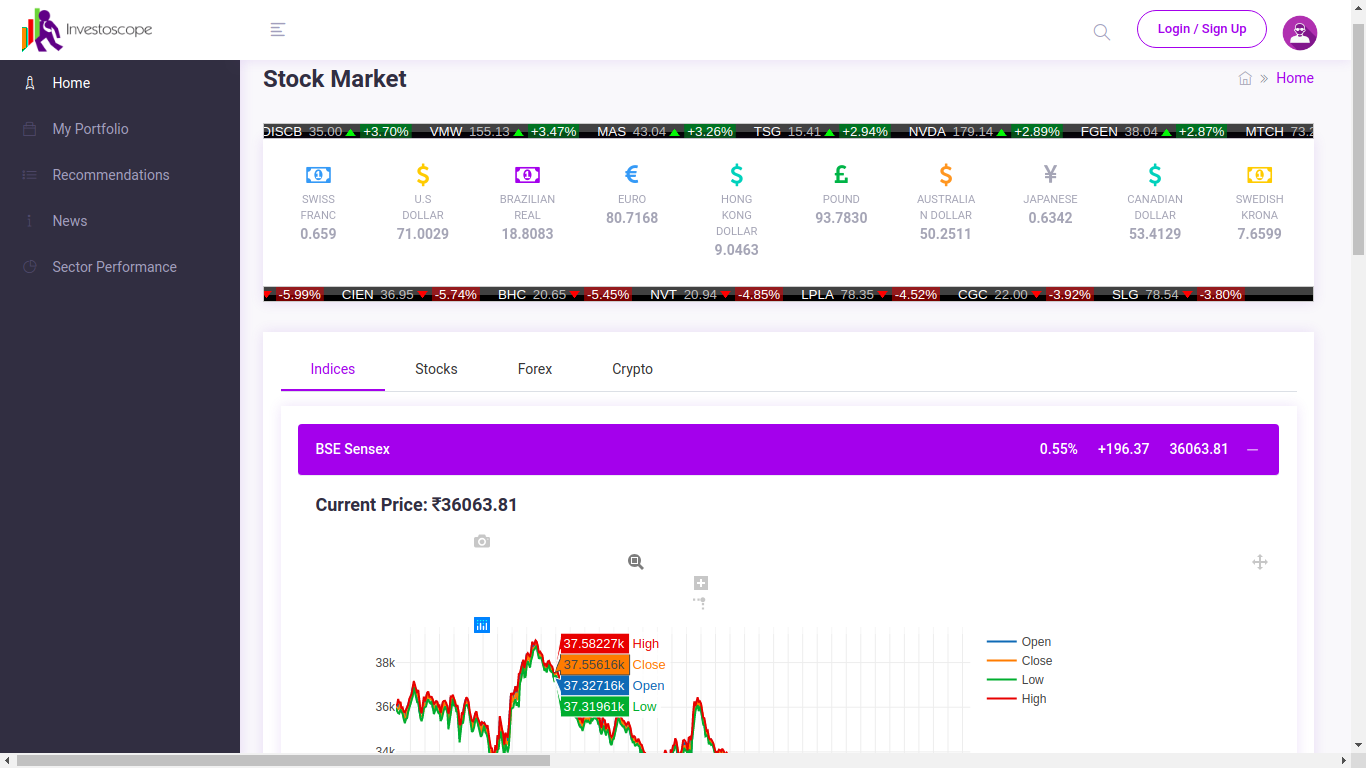 Investoscope
Login / Sign Up
Home
My Portfolio
Recommendations
News
Sector Performance
Stock Market
» Home
DISCB 35.00 ▲ +3.70% VMW 155.13 ▲ +3.47% MAS 43.04 ▲ +3.26% TSG 15.41 ▲ +2.94% NVDA 179.14 ▲ +2.89% FGEN 38.04 ▲ +2.87% MTCH 73.2
SWISS FRANC
0.659
U.S DOLLAR
71.0029
BRAZILIAN REAL
18.8083
EURO
80.7168
HONG KONG DOLLAR
9.0463
POUND
93.7830
AUSTRALIA N DOLLAR
50.2511
JAPANESE
0.6342
CANADIAN DOLLAR
53.4129
SWEDISH KRONA
7.6599
▼ -5.99% CIEN 36.95 ▼ -5.74% BHC 20.65 ▼ -5.45% NVT 20.94 ▼ -4.85% LPLA 78.35 ▼ -4.52% CGC 22.00 ▼ -3.92% SLG 78.54 ▼ -3.80%
Indices Stocks Forex Crypto
BSE Sensex 0.55% +196.37 36063.81
Current Price: ₹36063.81
37.58227k High
37.55616k Close
37.32716k Open
37.31961k Low
38k
36k
34k
Open
Close
Low
High